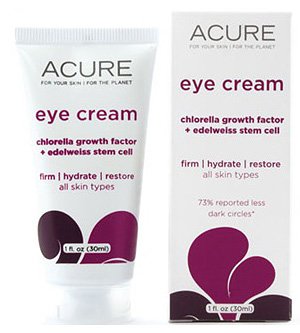 ACURE
FOR YOUR SKIN | FOR THE PLANET
eye cream
chlorella growth factor
+ edelweiss stem cell
firm | hydrate | restore
all skin types
1 fl. oz (30ml)
ACURE
FOR YOUR SKIN | FOR THE PLANET
eye cream
chlorella growth factor
+ edelweiss stem cell
firm | hydrate | restore
all skin types
73% reported less
dark circles*
1 fl. oz (30ml)